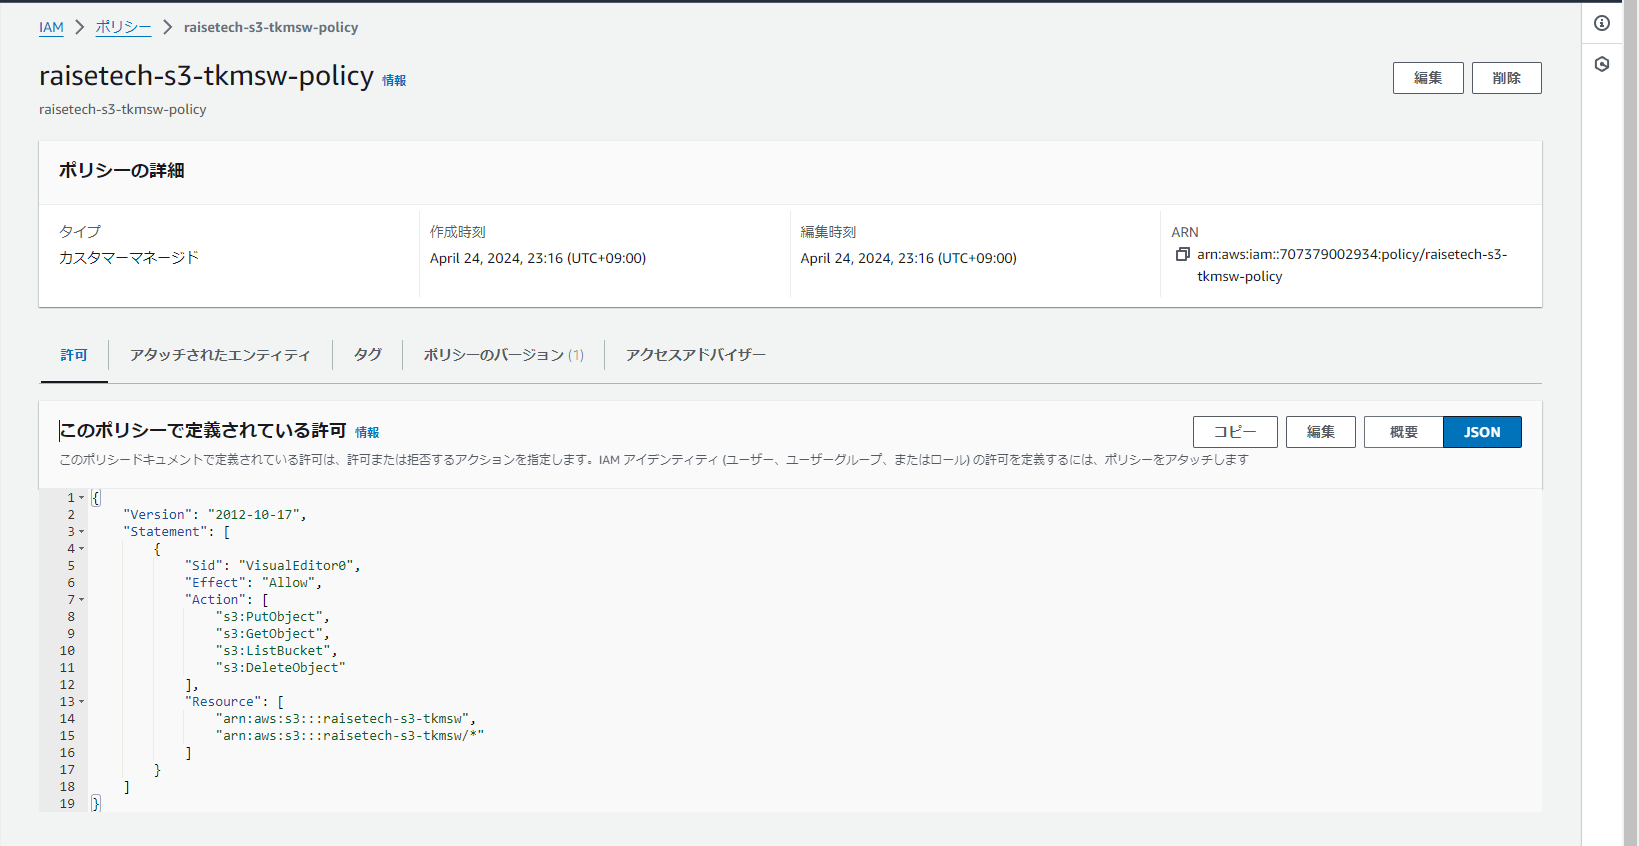 IAM > ポリシー > raisetech-s3-tkmsw-policy
raisetech-s3-tkmsw-policy 情報
編集 削除
raisetech-s3-tkmsw-policy
ポリシーの詳細
タイプ
カスタマーマネージド
作成時刻
April 24, 2024, 23:16 (UTC+09:00)
編集時刻
April 24, 2024, 23:16 (UTC+09:00)
ARN
arn:aws:iam::707379002934:policy/raisetech-s3-
tkmsw-policy
許可 アタッチされたエンティティ タグ ポリシーのバージョン (1) アクセスアドバイザー
このポリシーで定義されている許可 情報
コピー 編集 概要 JSON
このポリシードキュメントで定義されている許可は、許可または拒否するアクションを指定します。IAM アイデンティティ (ユーザー、ユーザーグループ、またはロール) の許可を定義するには、ポリシーをアタッチします
1 {
2 "Version": "2012-10-17",
3 "Statement": [
4 {
5 "Sid": "VisualEditor0",
6 "Effect": "Allow",
7 "Action": [
8 "s3:PutObject",
9 "s3:GetObject",
10 "s3:ListBucket",
11 "s3:DeleteObject"
12 ],
13 "Resource": [
14 "arn:aws:s3:::raisetech-s3-tkmsw",
15 "arn:aws:s3:::raisetech-s3-tkmsw/*"
16 ]
17 }
18 ]
19 }